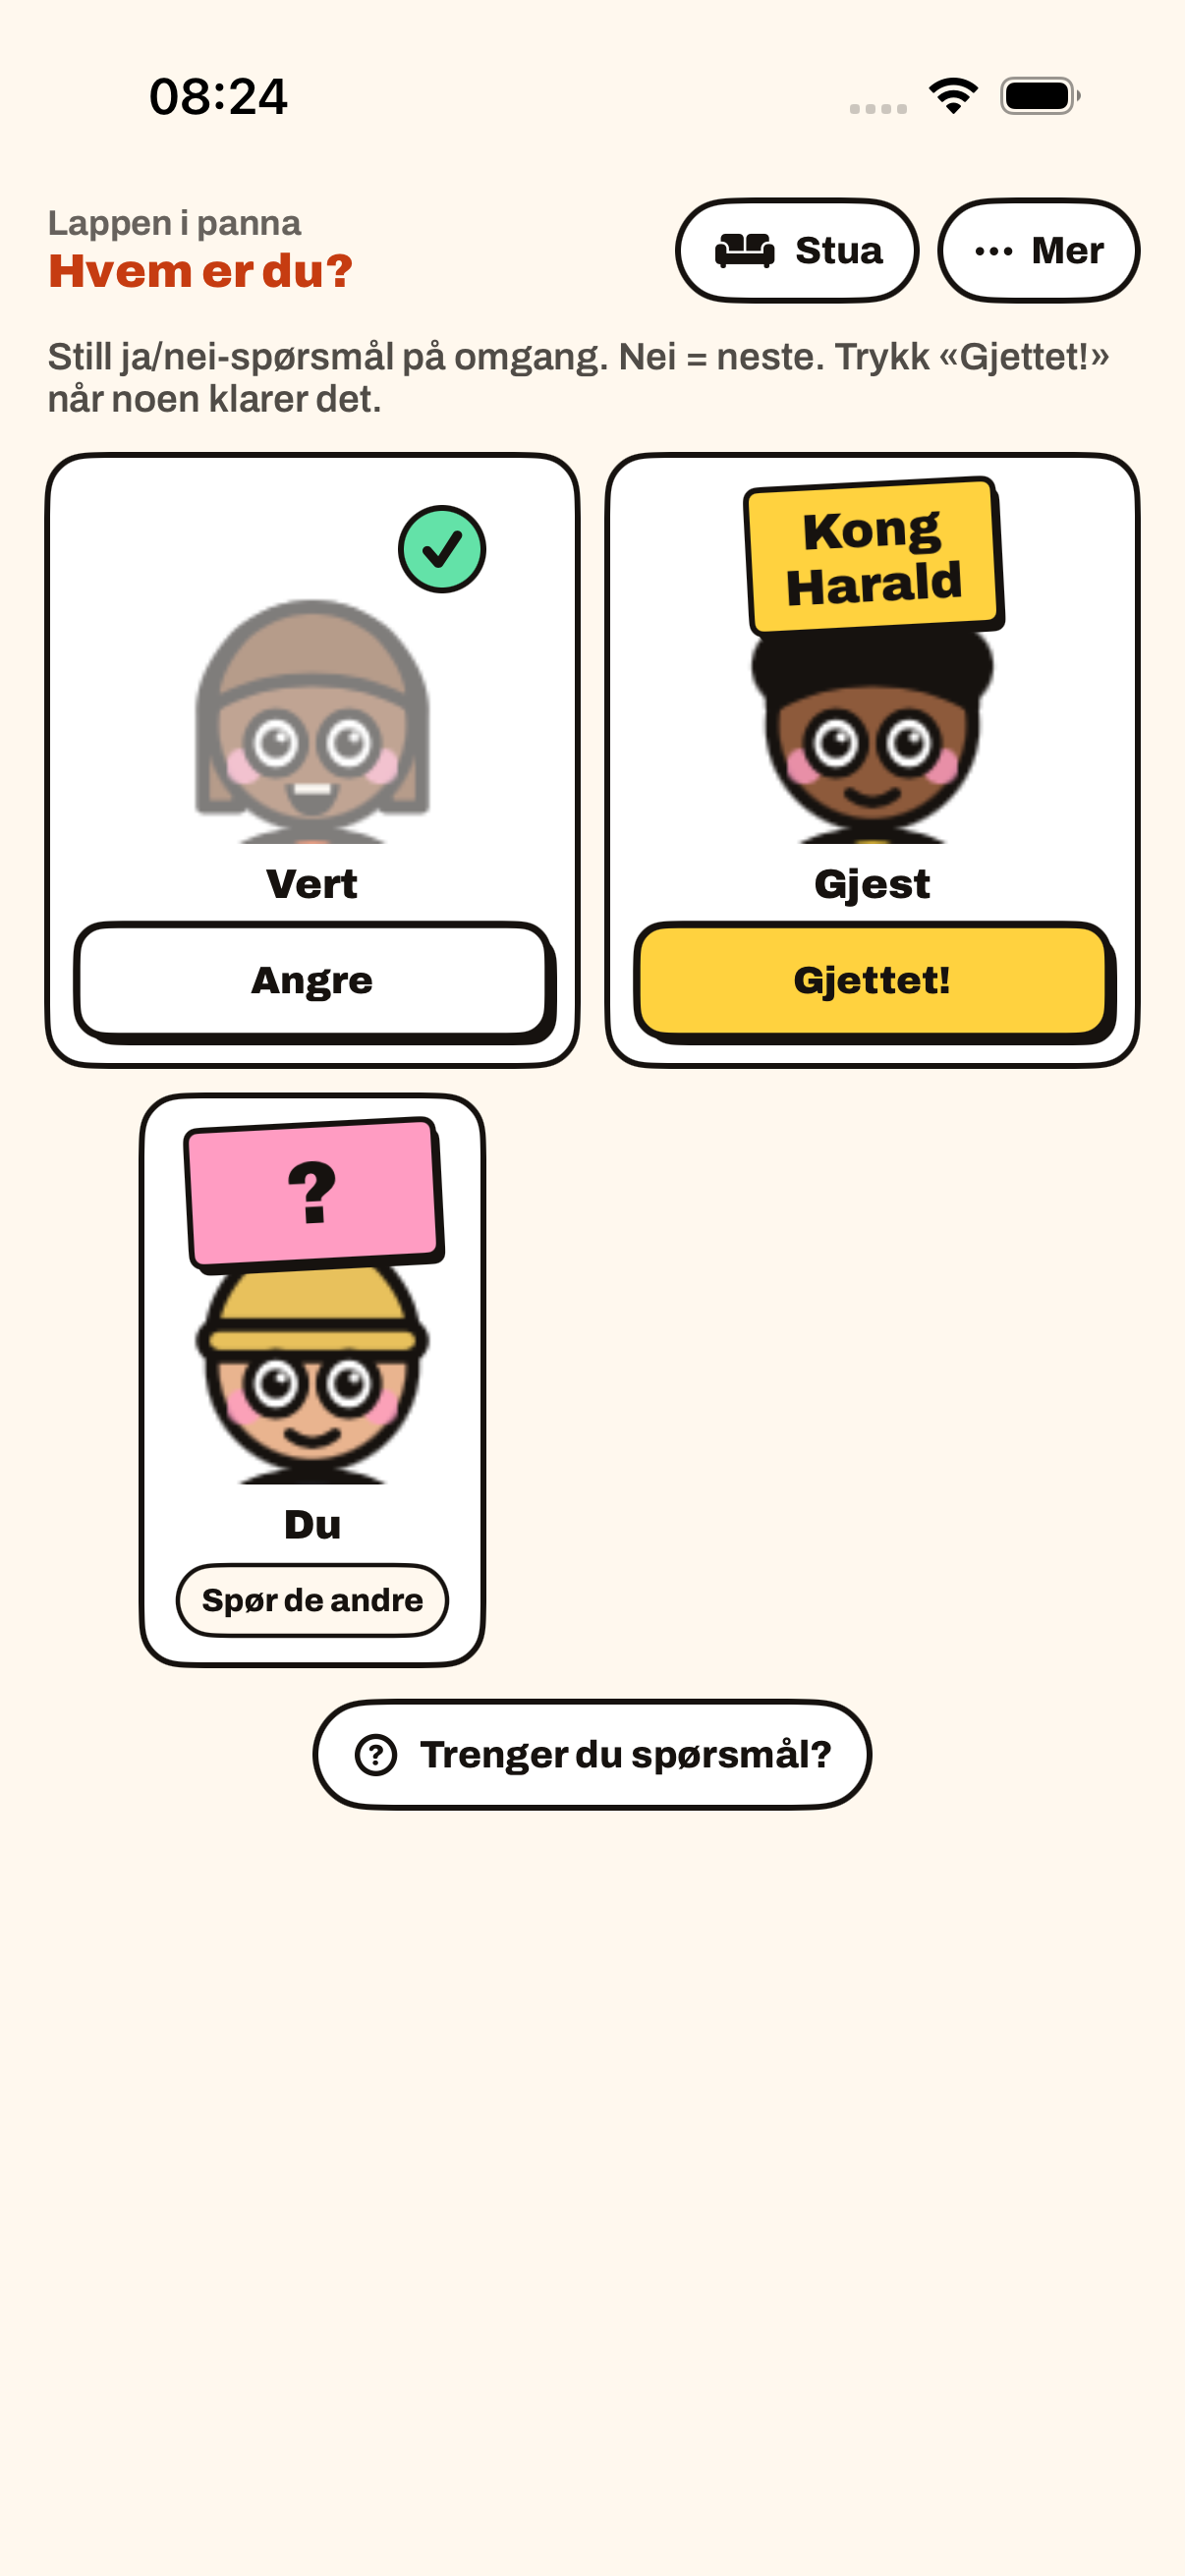 08:24
Lappen i panna
Hvem er du?
Stua
Mer
Still ja/nei-spørsmål på omgang. Nei = neste. Trykk «Gjettet!»
når noen klarer det.
Kong
Harald
Vert
Gjest
Angre
Gjettet!
?
Du
Spør de andre
Trenger du spørsmål?